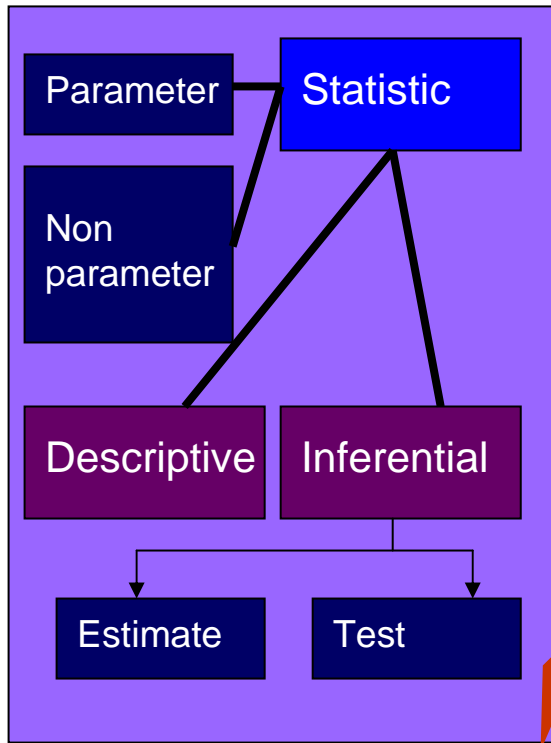 Parameter
Statistic
Non
parameter
Descriptive
Inferential
Estimate
Test